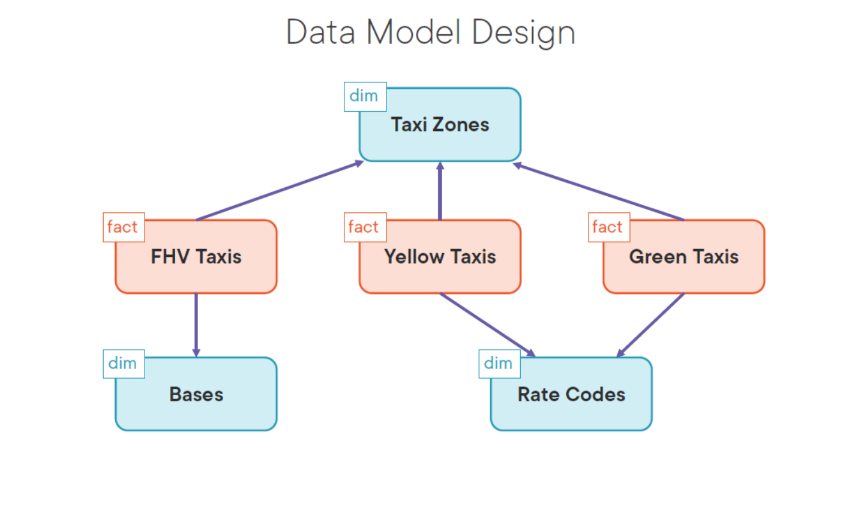 Data Model Design
dim
Taxi Zones
fact
FHV Taxis
fact
Yellow Taxis
fact
Green Taxis
dim
Bases
dim
Rate Codes